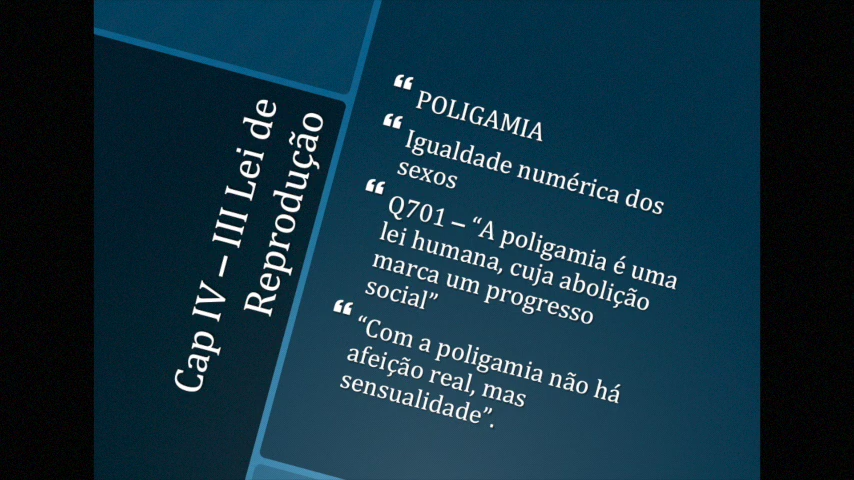 Cap IV – III Lei de
Reprodução
❝ POLIGAMIA
❝ Igualdade numérica dos
sexos
❝ Q701 – “A poligamia é uma
lei humana, cuja abolição
marca um progresso
social”
❝ “Com a poligamia não há
afeição real, mas
sensualidade”.